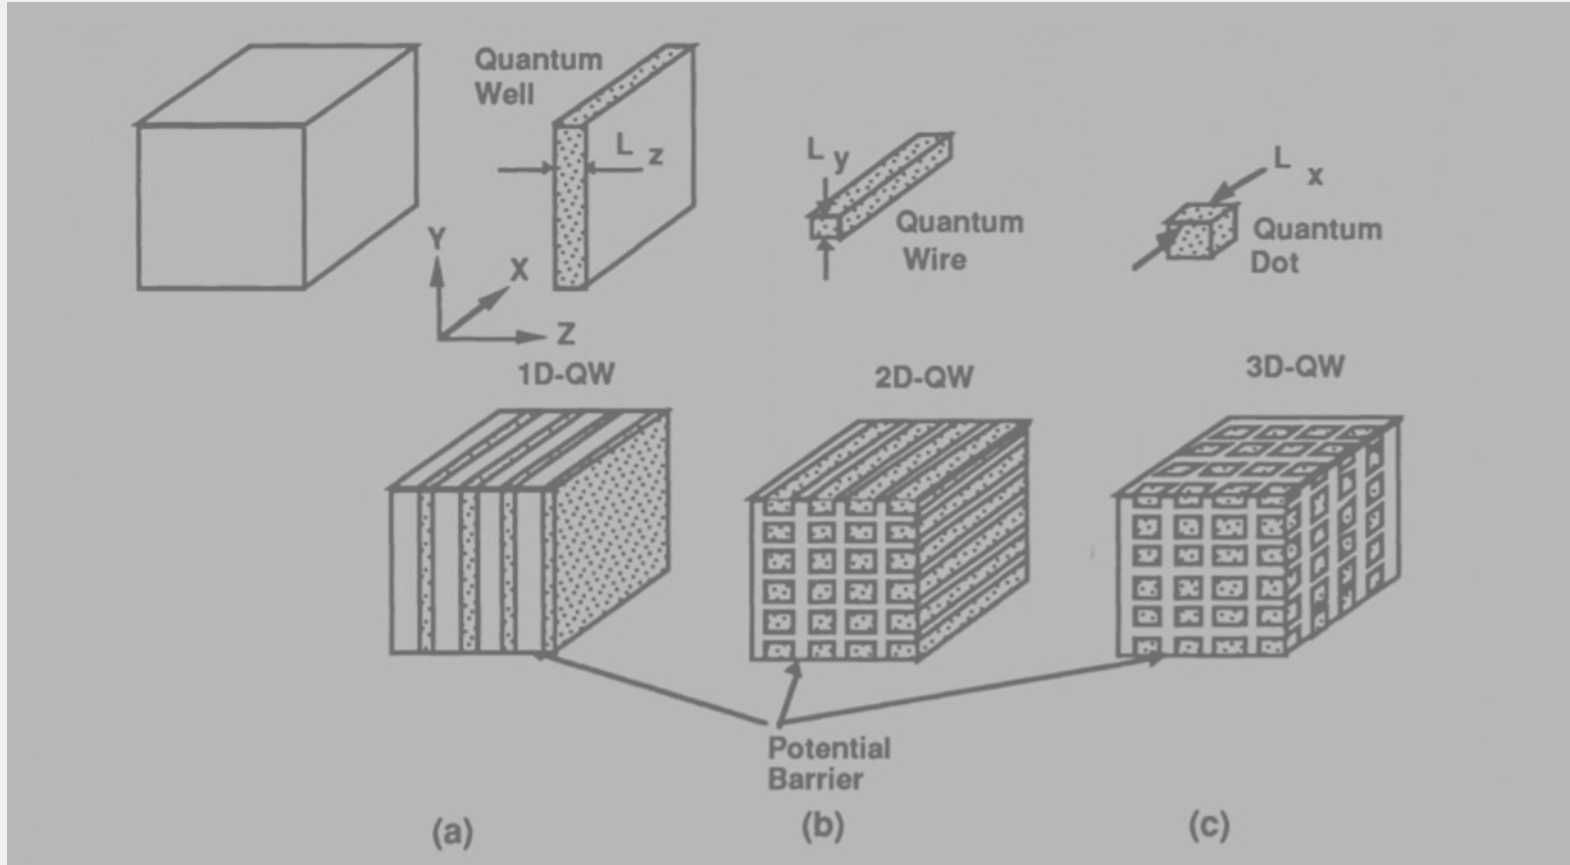 Quantum
Well
L z
L y
Quantum
Wire
L x
Quantum
Dot
Y
X
Z
1D-QW
2D-QW
3D-QW
Potential
Barrier
(a)
(b)
(c)